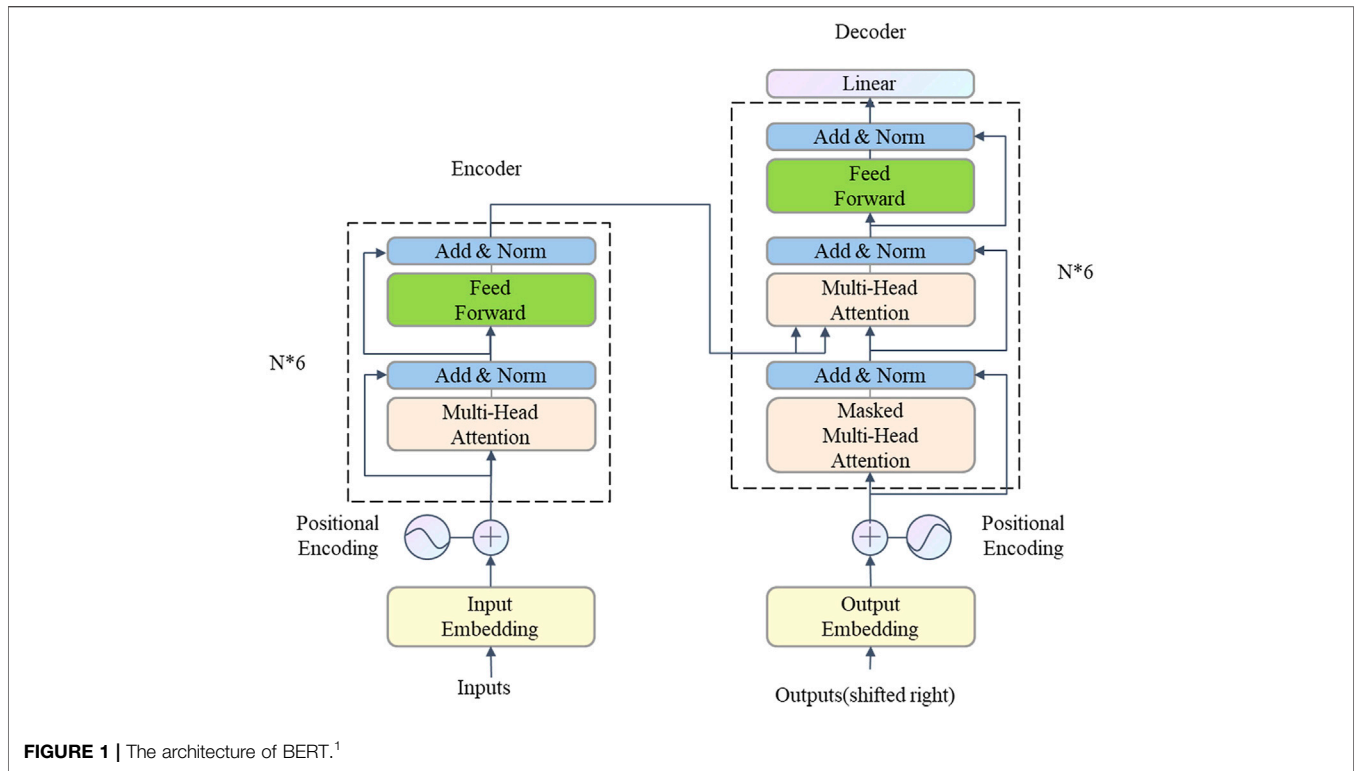 Decoder
Linear
Add & Norm
Feed
Forward
Add & Norm
Multi-Head
Attention
Add & Norm
Masked
Multi-Head
Attention
N*6
Positional
Encoding
Output
Embedding
Outputs(shifted right)
Encoder
Add & Norm
Feed
Forward
Add & Norm
Multi-Head
Attention
N*6
Positional
Encoding
Input
Embedding
Inputs
FIGURE 1 | The architecture of BERT.¹